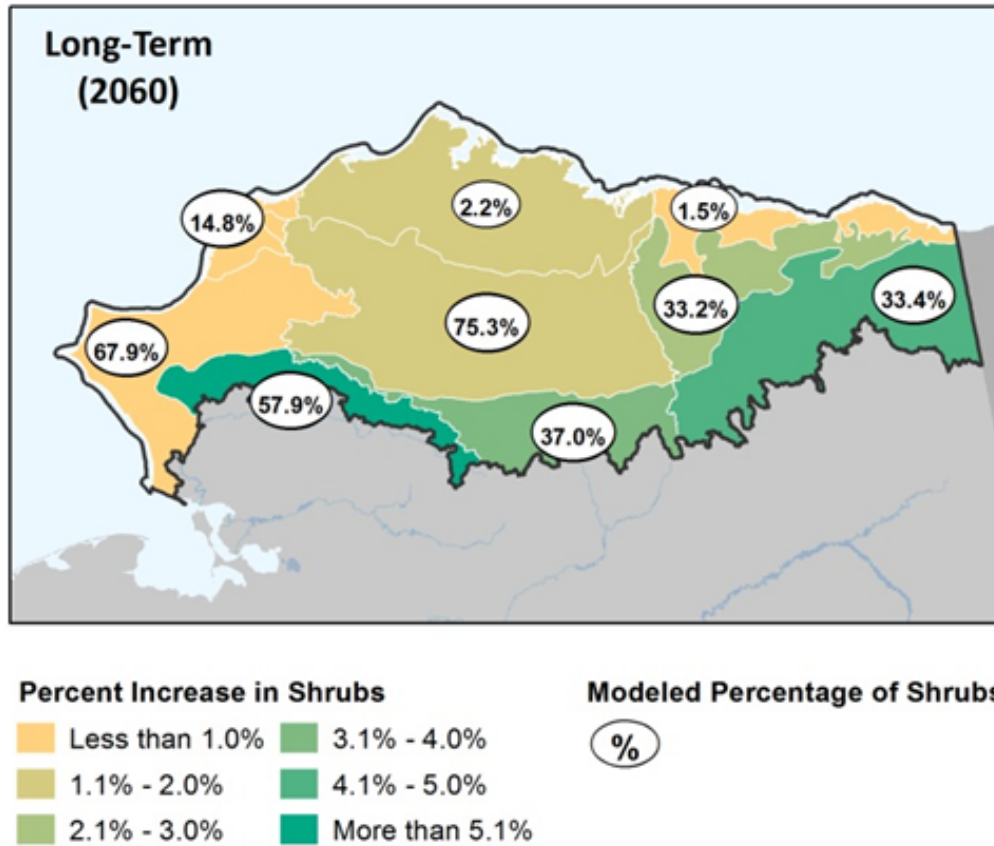 Long-Term
(2060)
14.8%
2.2%
1.5%
67.9%
75.3%
33.2%
33.4%
57.9%
37.0%
Percent Increase in Shrubs
Less than 1.0%
1.1% - 2.0%
2.1% - 3.0%
3.1% - 4.0%
4.1% - 5.0%
More than 5.1%
Modeled Percentage of Shrubs
%